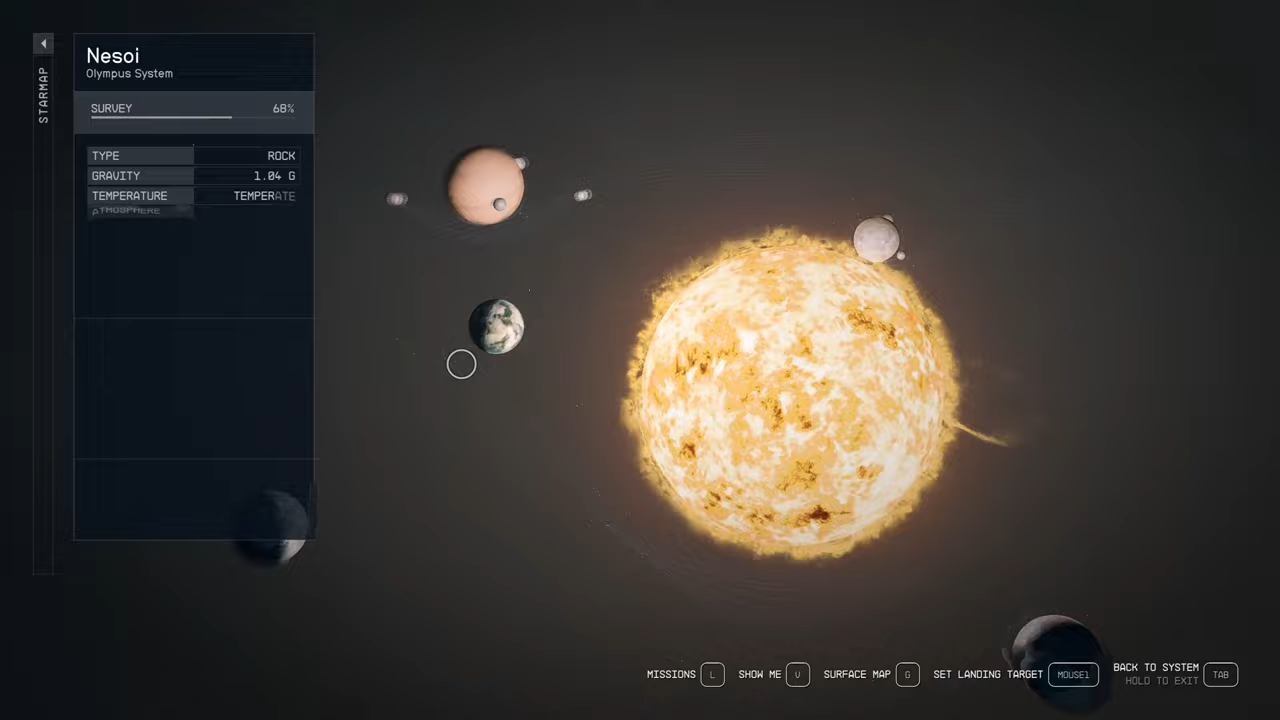 STARMAP
Nesoi
Olympus System
SURVEY 68%
TYPE ROCK
GRAVITY 1.04 G
TEMPERATURE TEMPERATE
ATMOSPHERE
MISSIONS L
SHOW ME V
SURFACE MAP G
SET LANDING TARGET MOUSE1
BACK TO SYSTEM
HOLD TO EXIT TAB